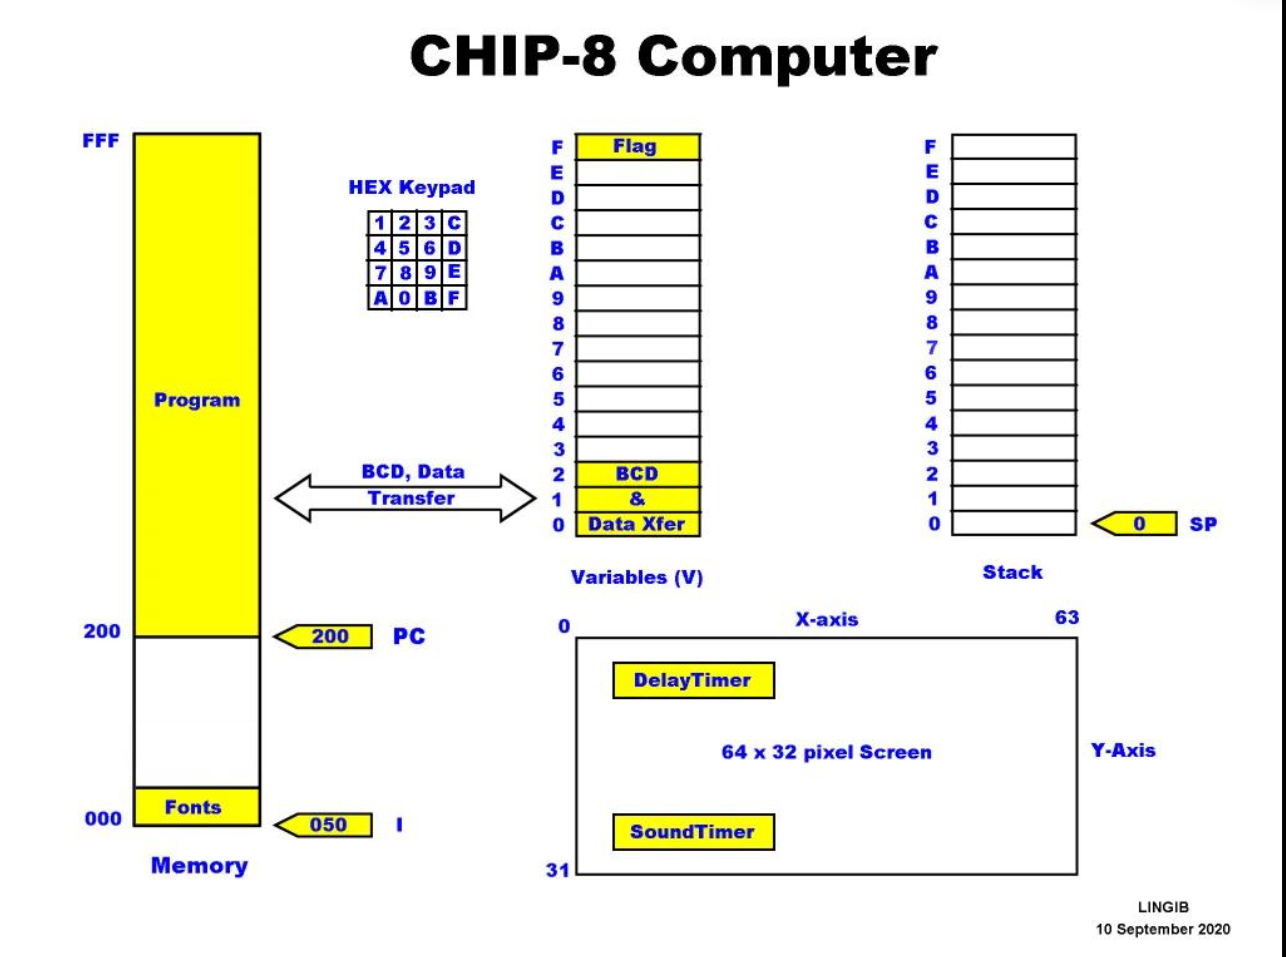 CHIP-8 Computer
FFF
Program
200
000
Fonts
Memory
HEX Keypad
1 2 3 C
4 5 6 D
7 8 9 E
A 0 B F
BCD, Data
Transfer
200 PC
050 I
F Flag
E
D
C
B
A
9
8
7
6
5
4
3
2 BCD
1 &
0 Data Xfer
Variables (V)
F
E
D
C
B
A
9
8
7
6
5
4
3
2
1
0
0 SP
Stack
0 X-axis 63
DelayTimer
64 x 32 pixel Screen
Y-Axis
SoundTimer
31
LINGIB
10 September 2020